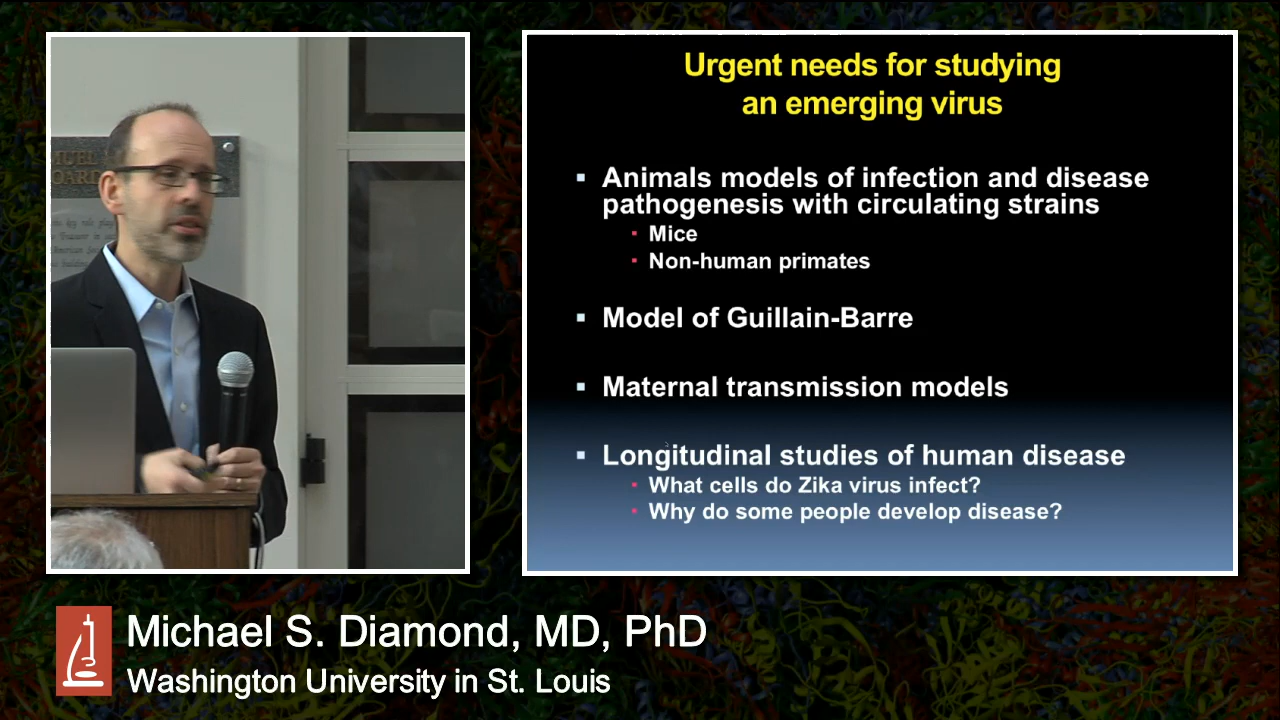 Urgent needs for studying
an emerging virus
▪ Animals models of infection and disease
pathogenesis with circulating strains
▪ Mice
▪ Non-human primates
▪ Model of Guillain-Barre
▪ Maternal transmission models
▪ Longitudinal studies of human disease
▪ What cells do Zika virus infect?
▪ Why do some people develop disease?
Michael S. Diamond, MD, PhD
Washington University in St. Louis